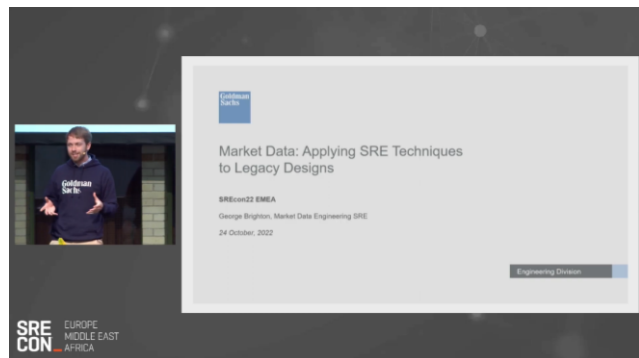 Goldman
Sachs
Market Data: Applying SRE Techniques
to Legacy Designs
SREcon22 EMEA
George Brighton, Market Data Engineering SRE
24 October, 2022
Engineering Division
Goldman
Sachs
SRE
CON
EUROPE
MIDDLE EAST
AFRICA